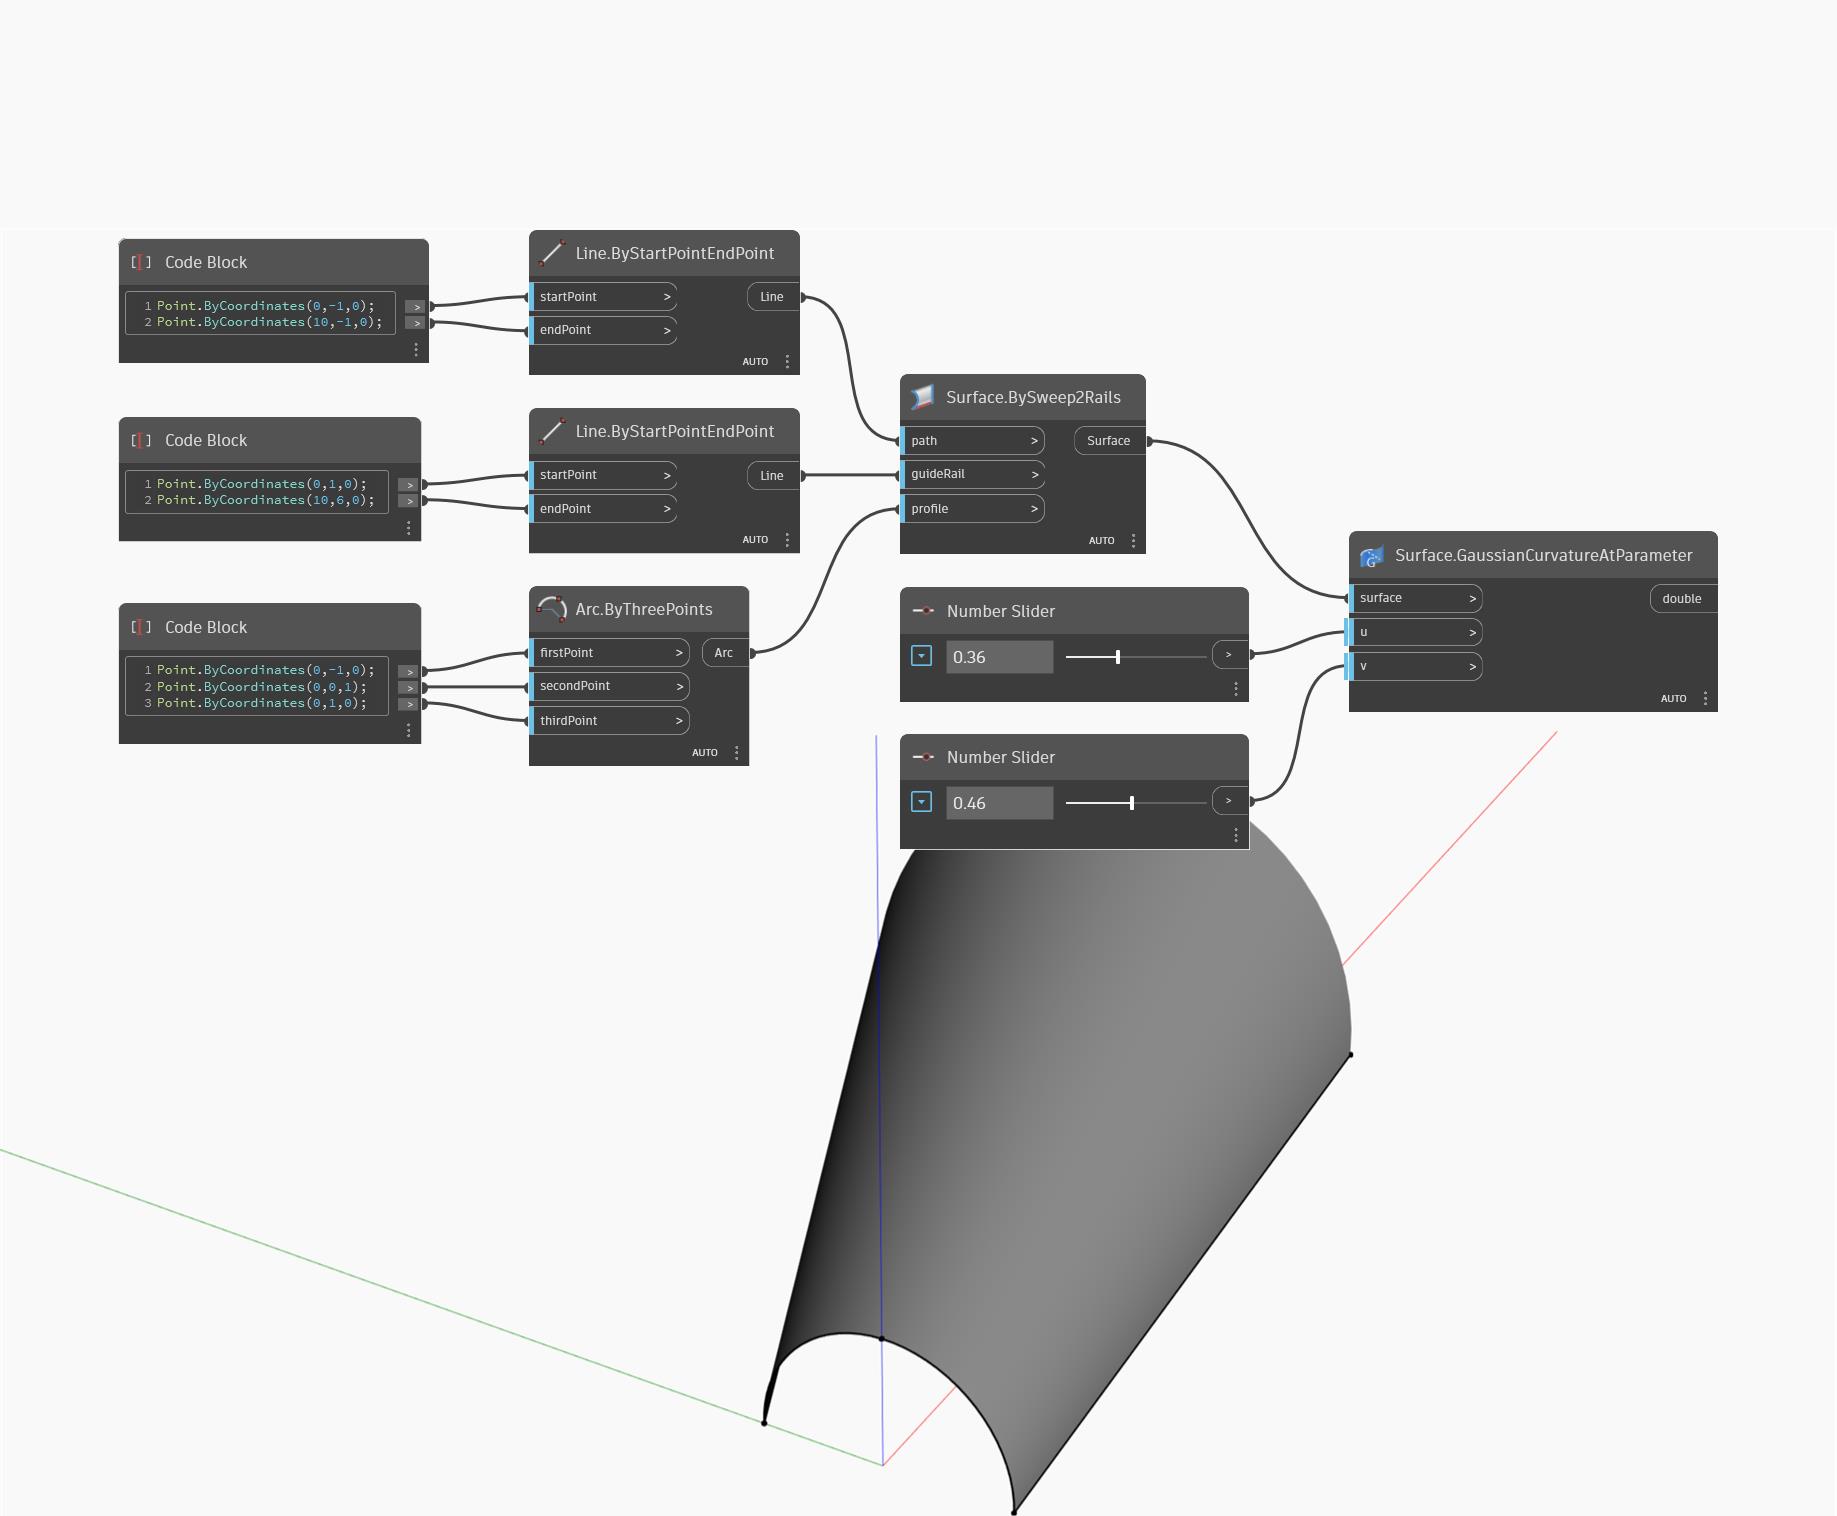 Code Block
1 Point.ByCoordinates(0,-1,0); >
2 Point.ByCoordinates(10,-1,0); >
Line.ByStartPointEndPoint
startPoint > Line
endPoint >
AUTO
Code Block
1 Point.ByCoordinates(0,1,0); >
2 Point.ByCoordinates(10,6,0); >
Line.ByStartPointEndPoint
startPoint > Line
endPoint >
AUTO
Code Block
1 Point.ByCoordinates(0,-1,0); >
2 Point.ByCoordinates(0,0,1); >
3 Point.ByCoordinates(0,1,0); >
Arc.ByThreePoints
firstPoint > Arc
secondPoint >
thirdPoint >
AUTO
Surface.BySweep2Rails
path > Surface
guideRail >
profile >
AUTO
Number Slider
0.36 >
Number Slider
0.46 >
G
Surface.GaussianCurvatureAtParameter
surface > double
u >
v >
AUTO